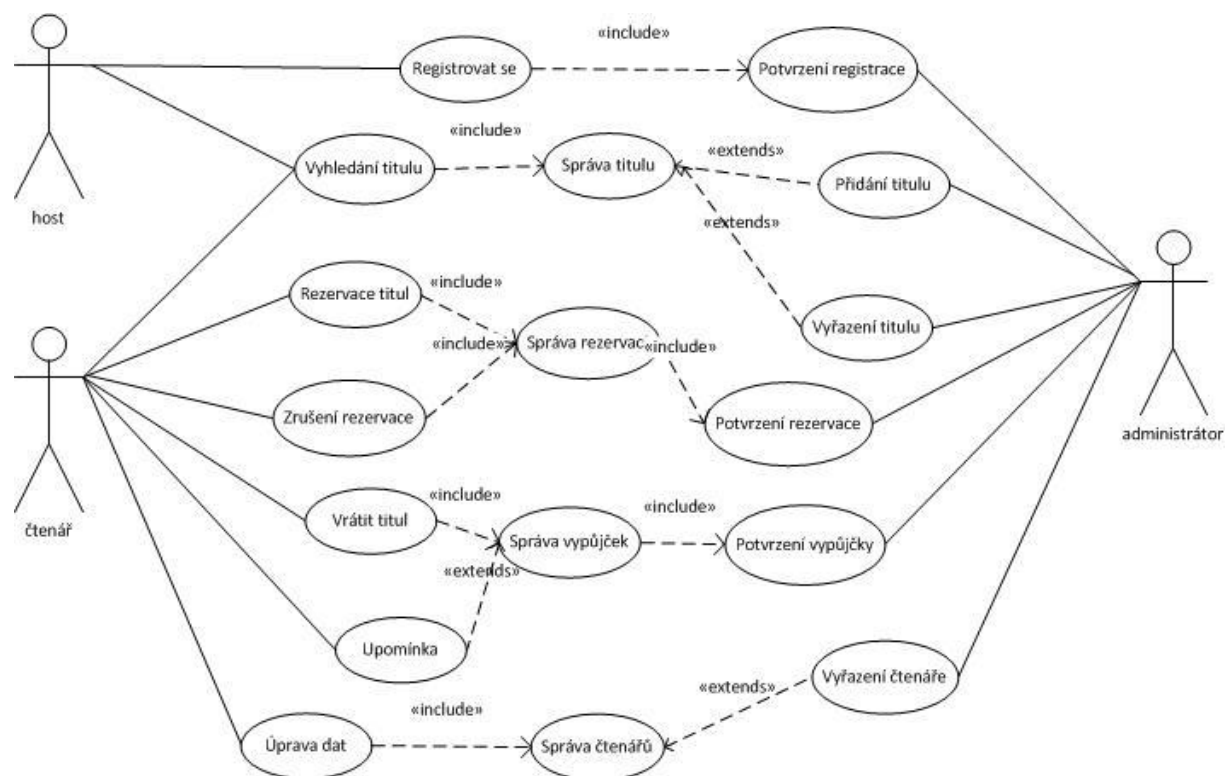 «include»
Registrovat se
Potvrzení registrace
«include»
«extends»
Vyhledání titulu
Správa titulu
Přidání titulu
host
«extends»
Rezervace titul
«include»
Vyřazení titulu
«include»
Správa rezervac
«include»
Zrušení rezervace
Potvrzení rezervace
administrátor
Vrátit titul
«include»
«include»
čtenář
Správa vypůjček
Potvrzení vypůjčky
«extends»
Upomínka
Vyřazení čtenáře
«extends»
«include»
Úprava dat
Správa čtenářů